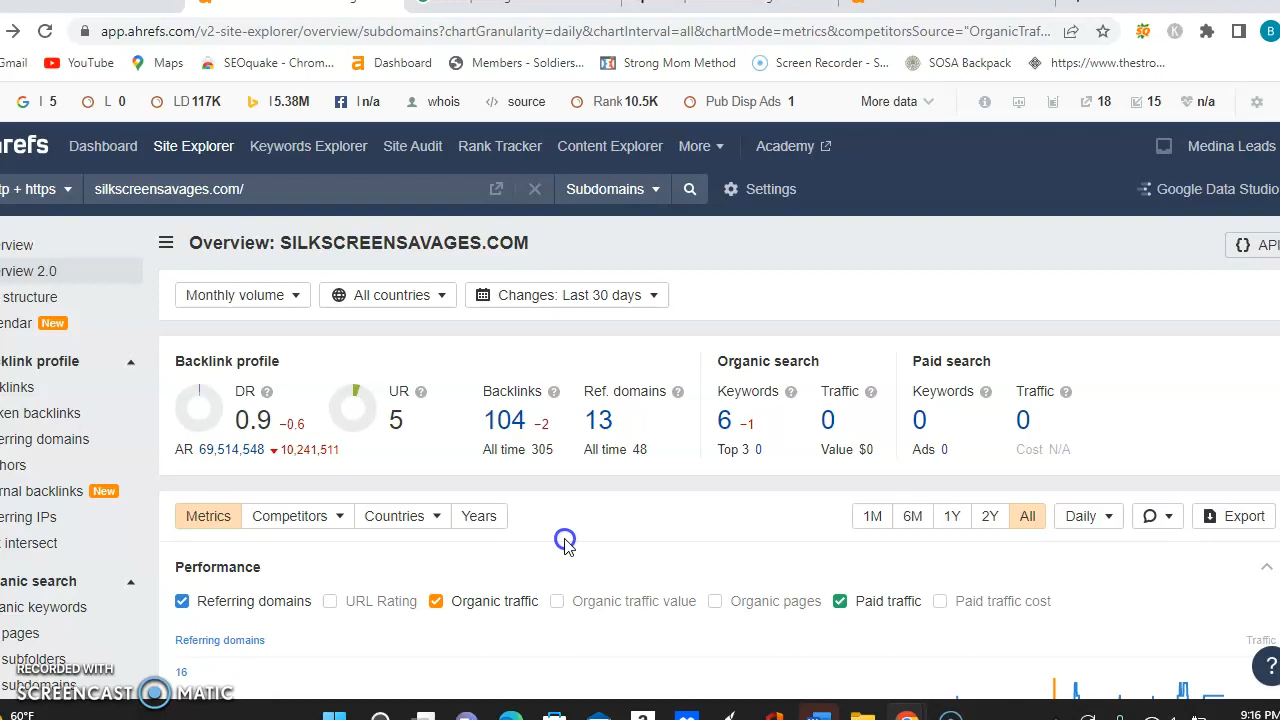 app.ahrefs.com/v2-site-explorer/overview/subdomains?chartGranularity=daily&chartInterval=all&chartMode=metrics&competitorsSource="OrganicTraf...
Gmail YouTube Maps SEOquake - Chrom... Dashboard Members - Soldiers... Strong Mom Method Screen Recorder - S... SOSA Backpack https://www.thestro...
I 5 L 0 LD 117K I 5.38M I n/a whois source Rank 10.5K Pub Disp Ads 1 More data 18 15 n/a
hrefs Dashboard Site Explorer Keywords Explorer Site Audit Rank Tracker Content Explorer More Academy Medina Leads
tp + https silkscreensavages.com/ Subdomains Settings Google Data Studio
erview
Overview: SILKSCREENSAVAGES.COM
API
erview 2.0
structure
Monthly volume All countries Changes: Last 30 days
endar New
cklink profile
Backlink profile Organic search Paid search
klinks
DR UR Backlinks Ref. domains Keywords Traffic Keywords Traffic
ken backlinks
0.9 -0.6 5 104 -2 13 6 -1 0 0 0
erring domains
AR 69,514,548 10,241,511 All time 305 All time 48 Top 3 0 Value $0 Ads 0 Cost N/A
hors
rnal backlinks New
erring IPs
Metrics Competitors Countries Years 1M 6M 1Y 2Y All Daily Export
k intersect
Performance
anic search
anic keywords
Referring domains URL Rating Organic traffic Organic traffic value Organic pages Paid traffic Paid traffic cost
pages
Referring domains Traffic
subfolders
16
RECORDED WITH
subdomains
SCREENCAST MATIC
60°F
9:16 PM